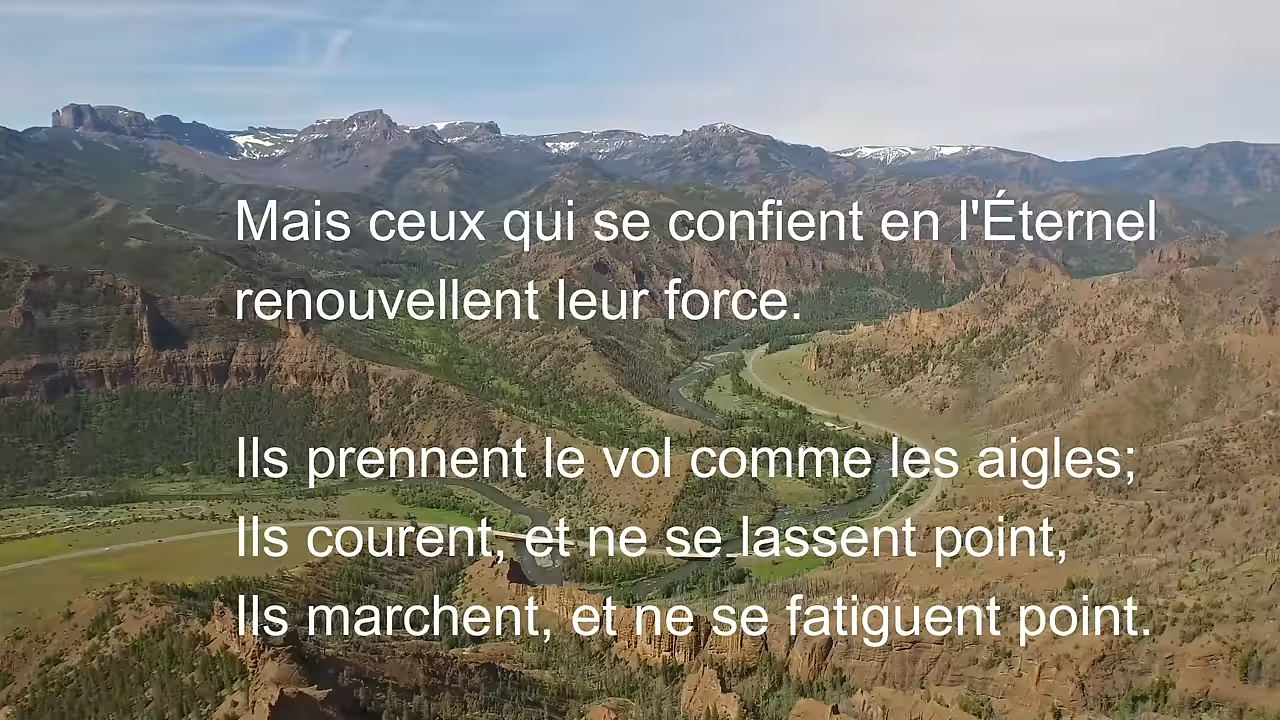 Mais ceux qui se confient en l'Éternel
renouvellent leur force.
Ils prennent le vol comme les aigles;
Ils courent, et ne se lassent point,
Ils marchent, et ne se fatiguent point.